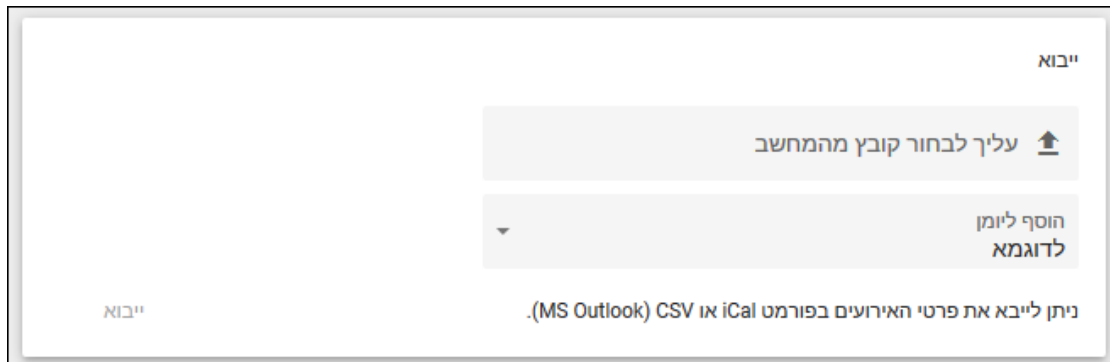 ייבוא
עליך לבחור קובץ מהמחשב
הוסף ליומן
לדוגמא
ניתן לייבא את פרטי האירועים בפורמט iCal או CSV (MS Outlook).
ייבוא